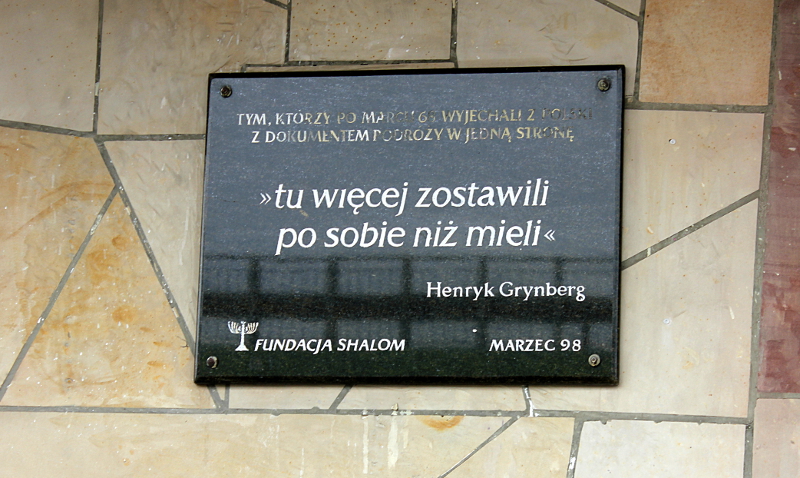 TYM, KTÓRZY PO MARCU 68 WYJECHALI Z POLSKI
Z DOKUMENTEM PODRÓŻY W JEDNĄ STRONĘ
»tu więcej zostawili
po sobie niż mieli«
Henryk Grynberg
FUNDACJA SHALOM
MARZEC 98